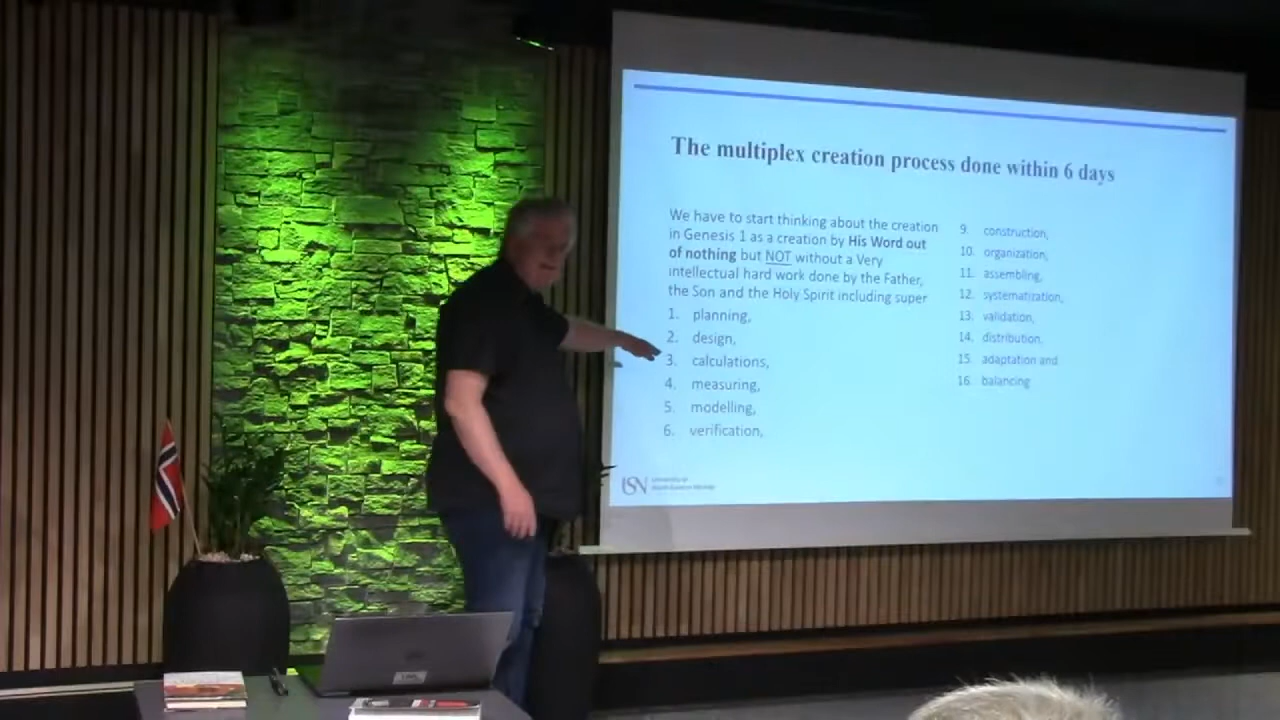 The multiplex creation process done within 6 days
We have to start thinking about the creation
in Genesis 1 as a creation by His Word out
of nothing but NOT without a Very
intellectual hard work done by the Father,
the Son and the Holy Spirit including super
1. planning,
2. design,
3. calculations,
4. measuring,
5. modelling,
6. verification,
9. construction,
10. organization,
11. assembling,
12. systematization,
13. validation,
14. distribution,
15. adaptation and
16. balancing
USN
University of